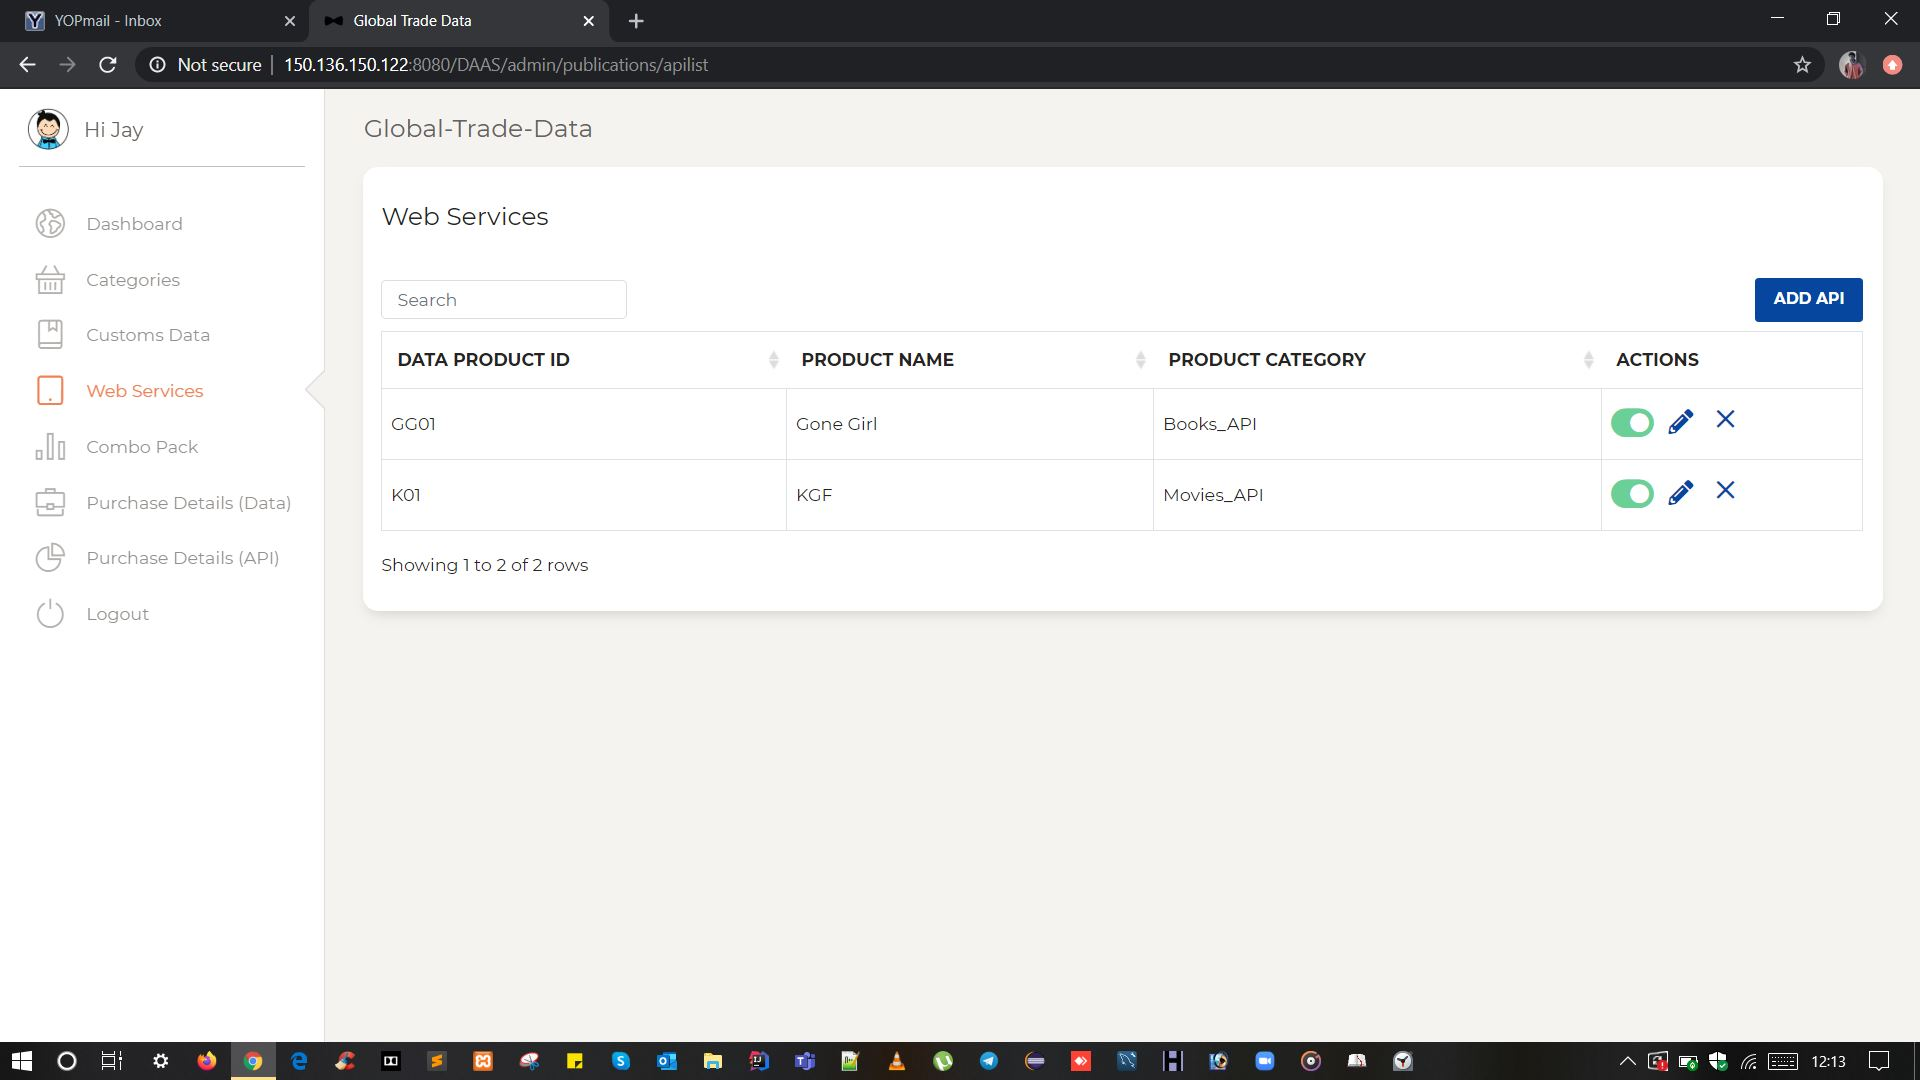 YOPmail - Inbox
Global Trade Data
Not secure
150.136.150.122:8080/DAAS/admin/publications/apilist
Hi Jay
Dashboard
Categories
Customs Data
Web Services
Combo Pack
Purchase Details (Data)
Purchase Details (API)
Logout
Global-Trade-Data
Web Services
Search
ADD API
DATA PRODUCT ID PRODUCT NAME PRODUCT CATEGORY ACTIONS
GG01 Gone Girl Books_API
K01 KGF Movies_API
Showing 1 to 2 of 2 rows
12:13